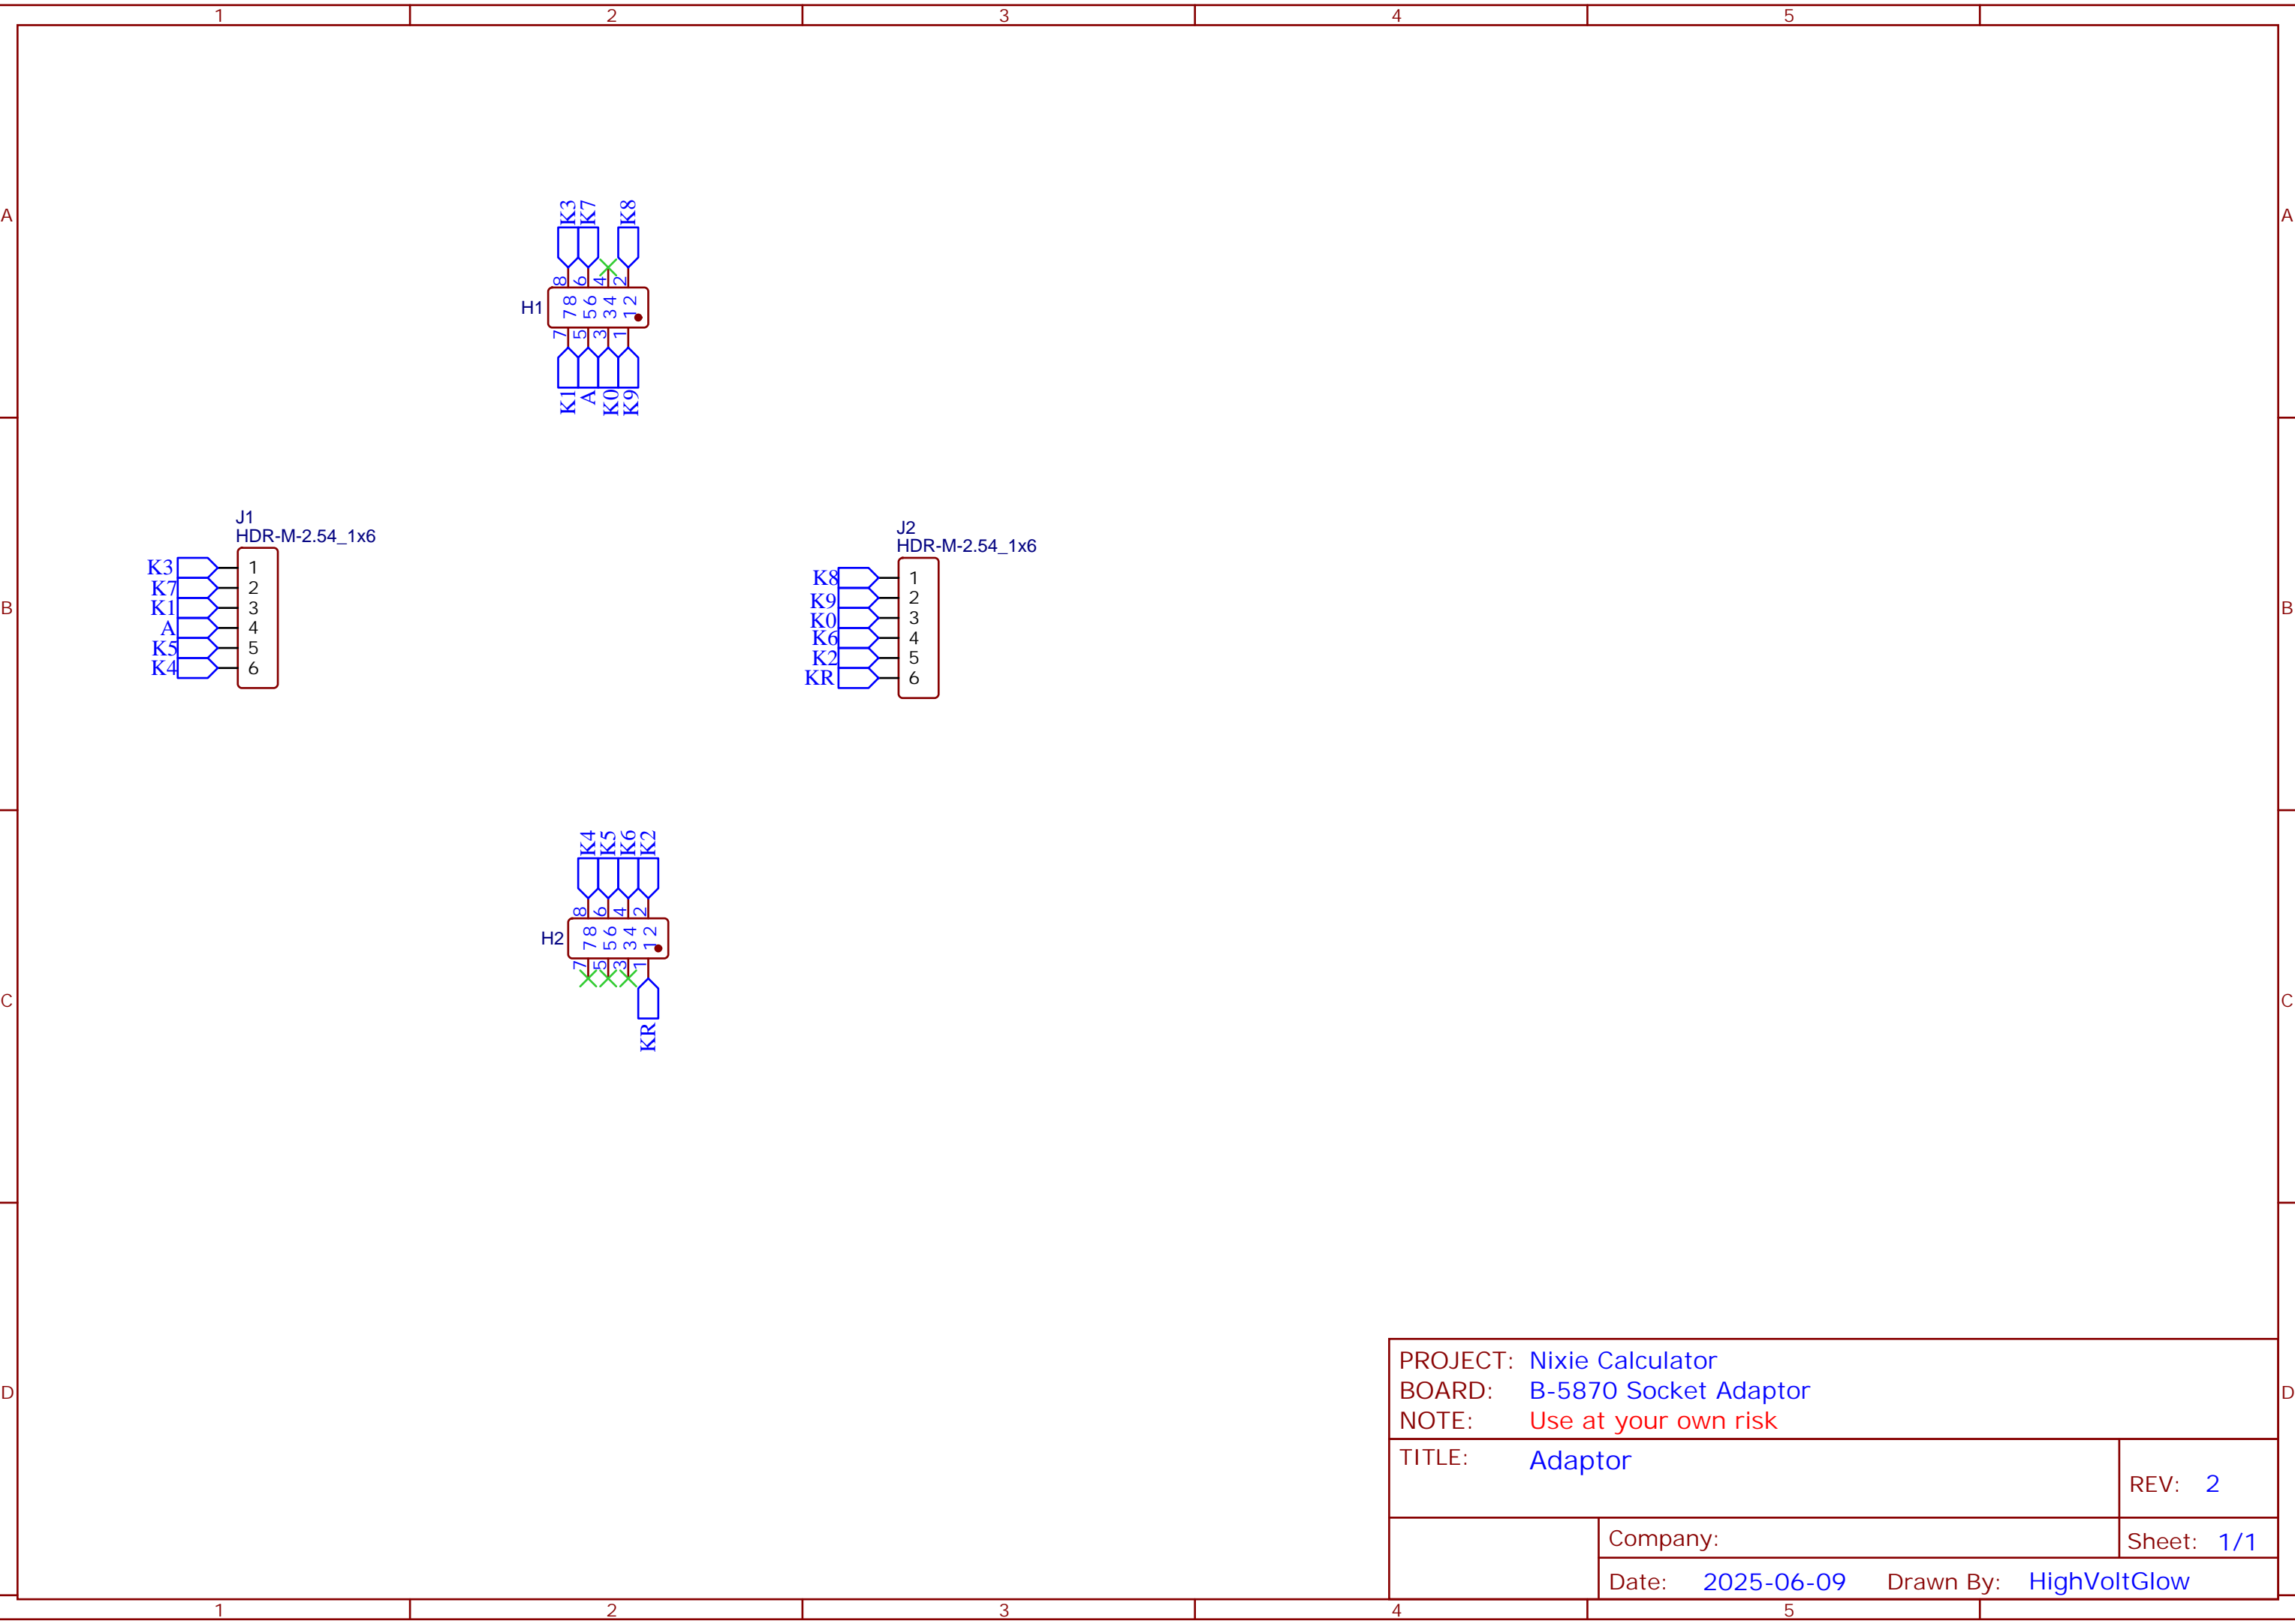 1 2 3 4 5
A A
K3 K7 K8
8 6 4 2
H1
7 8 5 6 3 4 1 2
7 5 3 1
K1 A K0 K9
J1
HDR-M-2.54_1x6
K3 1
K7 2
K1 3
A 4
K5 5
K4 6
J2
HDR-M-2.54_1x6
K8 1
K9 2
K0 3
K6 4
K2 5
KR 6
B B
K4 K5 K6 K2
8 6 4 2
H2
7 8 5 6 3 4 1 2
7 5 3 1
KR
C C
PROJECT: Nixie Calculator
BOARD: B-5870 Socket Adaptor
NOTE: Use at your own risk
D D
TITLE: Adaptor
REV: 2
Company:
Sheet: 1/1
Date: 2025-06-09 Drawn By: HighVoltGlow
1 2 3 4 5